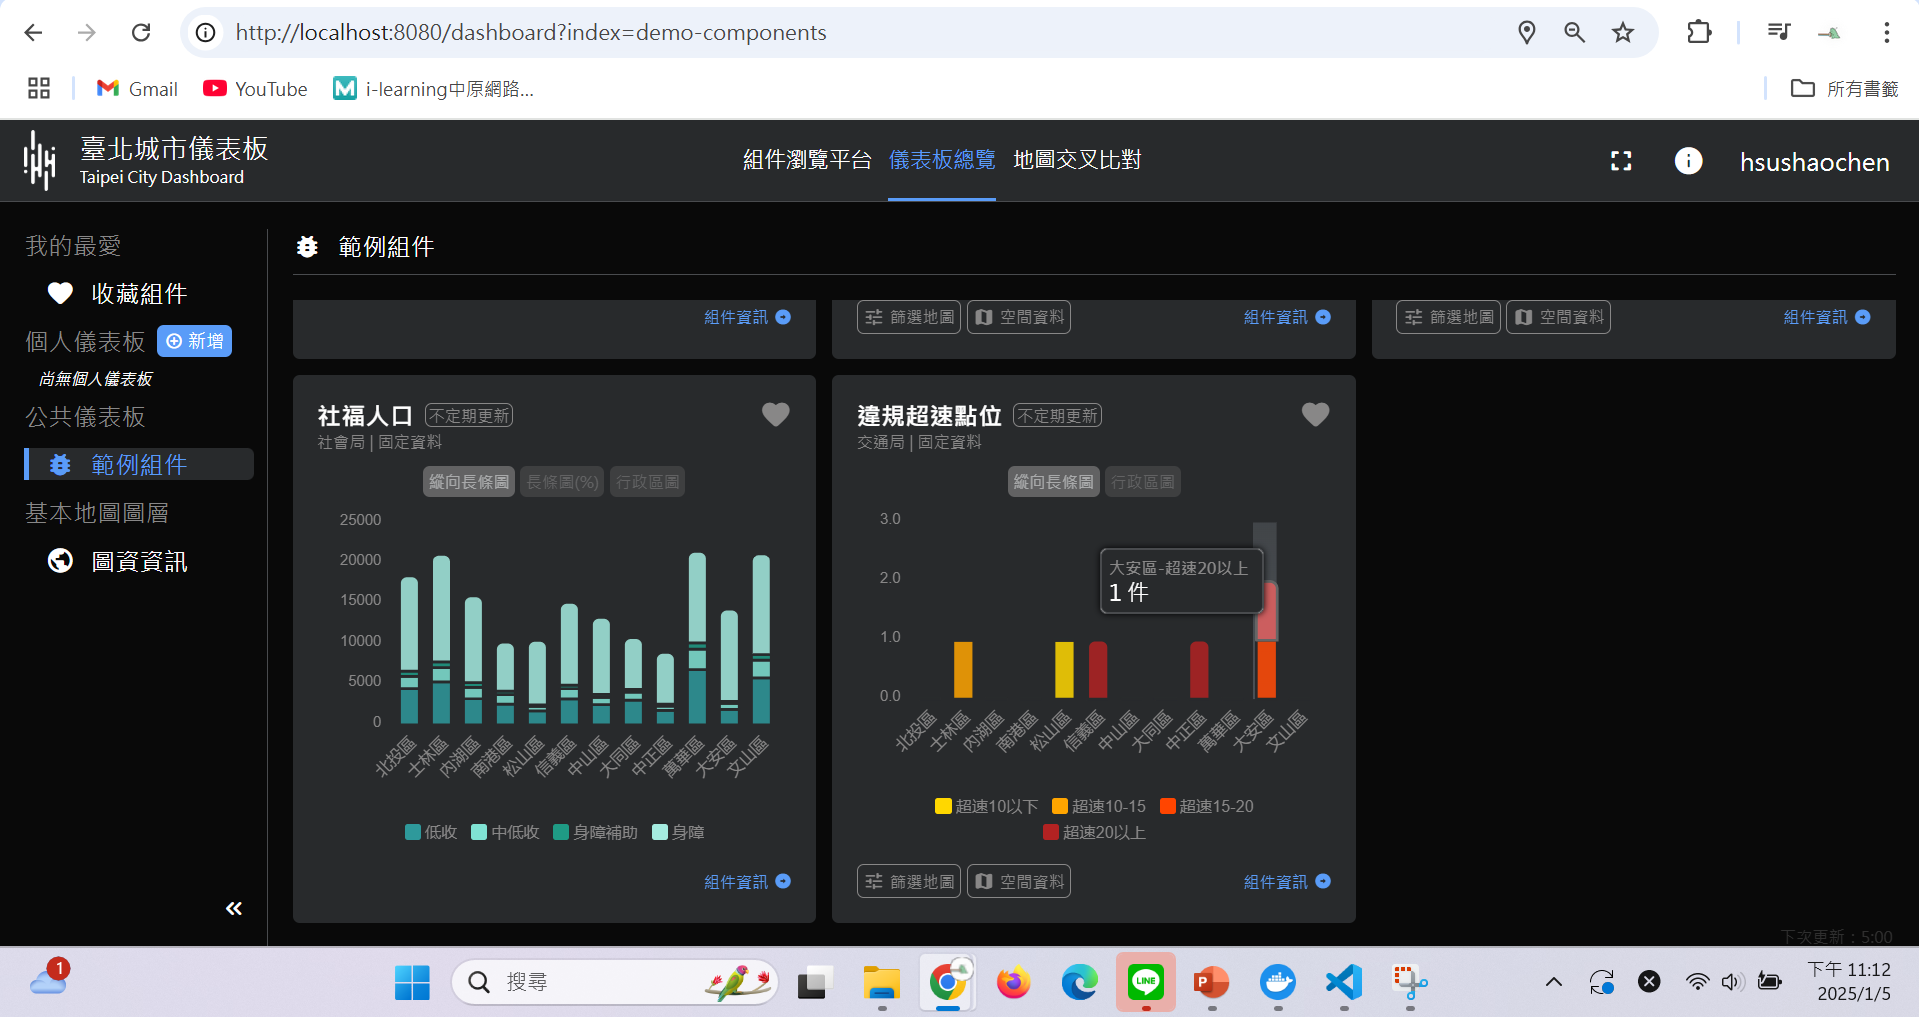 http://localhost:8080/dashboard?index=demo-components
Gmail
YouTube
M
i-learning中原網路...
所有書籤
臺北城市儀表板
Taipei City Dashboard
組件瀏覽平台
儀表板總覽
地圖交叉比對
hsushaochen
我的最愛
收藏組件
個人儀表板
新增
尚無個人儀表板
公共儀表板
範例組件
基本地圖圖層
圖資資訊
範例組件
組件資訊
篩選地圖
空間資料
組件資訊
篩選地圖
空間資料
組件資訊
社福人口
不定期更新
社會局 | 固定資料
縱向長條圖
長條圖(%)
行政區圖
25000
20000
15000
10000
5000
0
北投區
士林區
內湖區
南港區
松山區
信義區
中山區
大同區
中正區
萬華區
大安區
文山區
低收
中低收
身障補助
身障
組件資訊
違規超速點位
不定期更新
交通局 | 固定資料
縱向長條圖
行政區圖
3.0
2.0
1.0
0.0
大安區-超速20以上
1 件
北投區
士林區
內湖區
南港區
松山區
信義區
中山區
大同區
中正區
萬華區
大安區
文山區
超速10以下
超速10-15
超速15-20
超速20以上
篩選地圖
空間資料
組件資訊
下次更新：5:00
1
搜尋
LINE
P
下午 11:12
2025/1/5